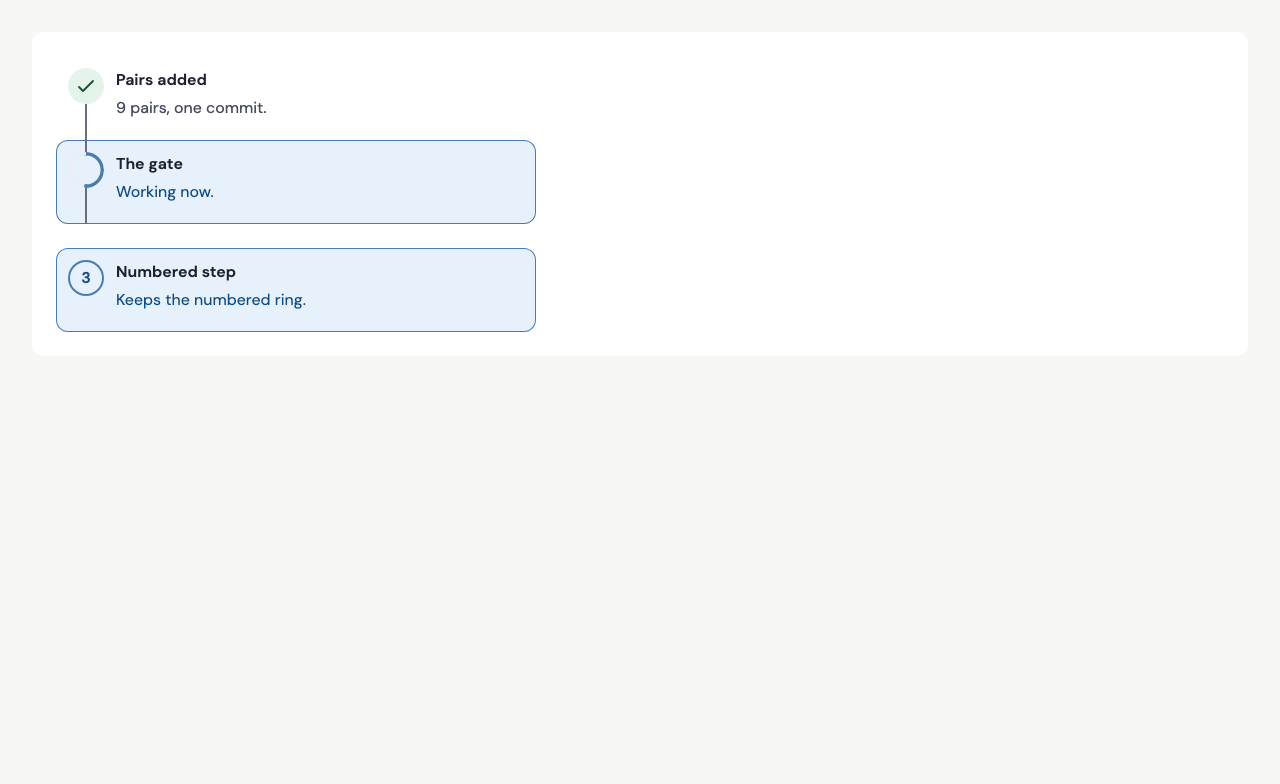 Pairs added
9 pairs, one commit.
The gate
Working now.
3
Numbered step
Keeps the numbered ring.